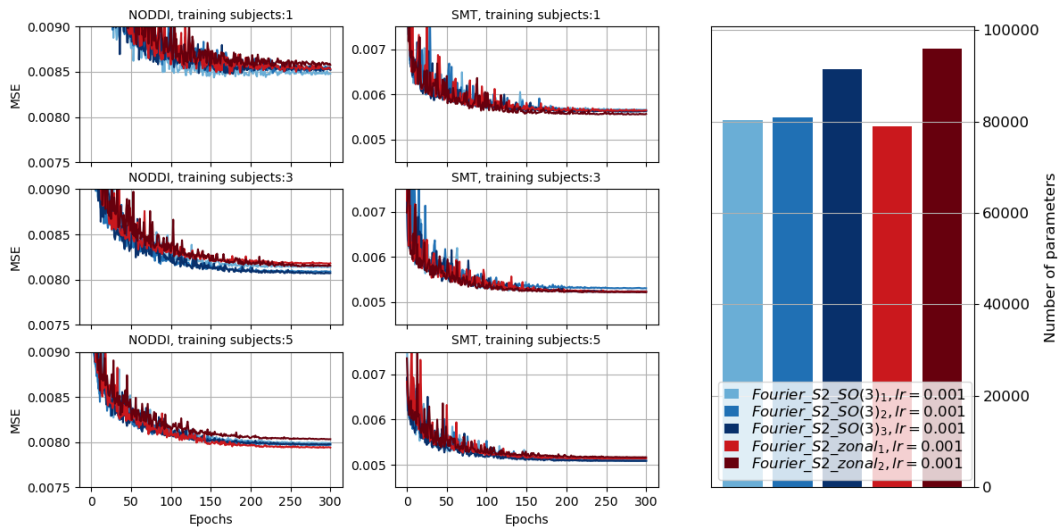 NODDI, training subjects:1
SMT, training subjects:1
0.0090
0.0085
0.0080
0.0075
MSE
0.007
0.006
0.005
NODDI, training subjects:3
SMT, training subjects:3
0.0090
0.0085
0.0080
0.0075
MSE
0.007
0.006
0.005
NODDI, training subjects:5
SMT, training subjects:5
0.0090
0.0085
0.0080
0.0075
MSE
0.007
0.006
0.005
0 50 100 150 200 250 300
Epochs
0 50 100 150 200 250 300
Epochs
100000
80000
60000
40000
20000
0
Number of parameters
Fourier_S2_SO(3)₁, lr = 0.001
Fourier_S2_SO(3)₂, lr = 0.001
Fourier_S2_SO(3)₃, lr = 0.001
Fourier_S2_zonal₁, lr = 0.001
Fourier_S2_zonal₂, lr = 0.001